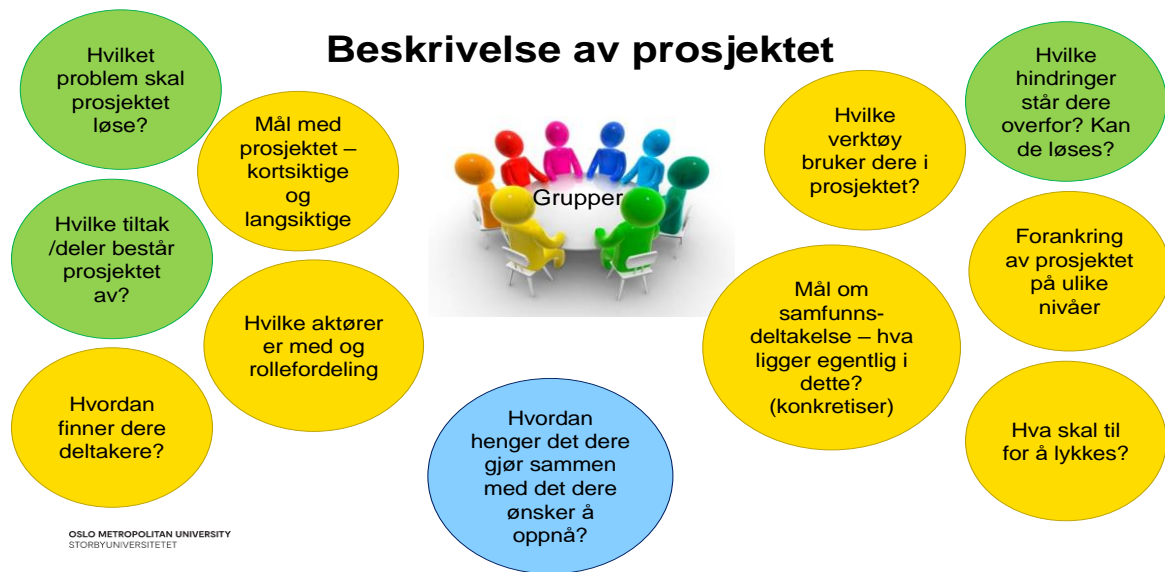 Beskrivelse av prosjektet
Hvilket
problem skal
prosjektet
løse?
Mål med
prosjektet –
kortsiktige
og
langsiktige
Hvilke tiltak
/deler består
prosjektet
av?
Hvilke aktører
er med og
rollefordeling
Hvordan
finner dere
deltakere?
Grupper
Hvordan
henger det dere
gjør sammen
med det dere
ønsker å
oppnå?
Hvilke
verktøy
bruker dere i
prosjektet?
Hvilke
hindringer
står dere
overfor? Kan
de løses?
Mål om
samfunns-
deltakelse – hva
ligger egentlig i
dette?
(konkretiser)
Forankring
av prosjektet
på ulike
nivåer
Hva skal til
for å lykkes?
OSLO METROPOLITAN UNIVERSITY
STORBYUNIVERSITETET